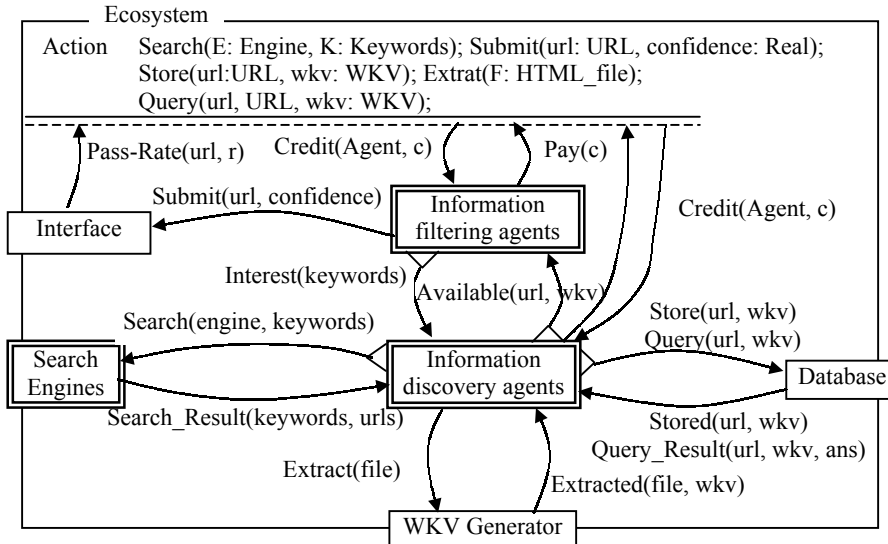 Ecosystem
Action Search(E: Engine, K: Keywords); Submit(url: URL, confidence: Real);
Store(url:URL, wkv: WKV); Extrat(F: HTML_file);
Query(url, URL, wkv: WKV);
Pass-Rate(url, r)
Credit(Agent, c)
Pay(c)
Submit(url, confidence)
Information
filtering agents
Credit(Agent, c)
Interface
Interest(keywords)
Available(url, wkv)
Store(url, wkv)
Query(url, wkv)
Search(engine, keywords)
Search
Engines
Information
discovery agents
Database
Search_Result(keywords, urls)
Stored(url, wkv)
Query_Result(url, wkv, ans)
Extract(file)
Extracted(file, wkv)
WKV Generator